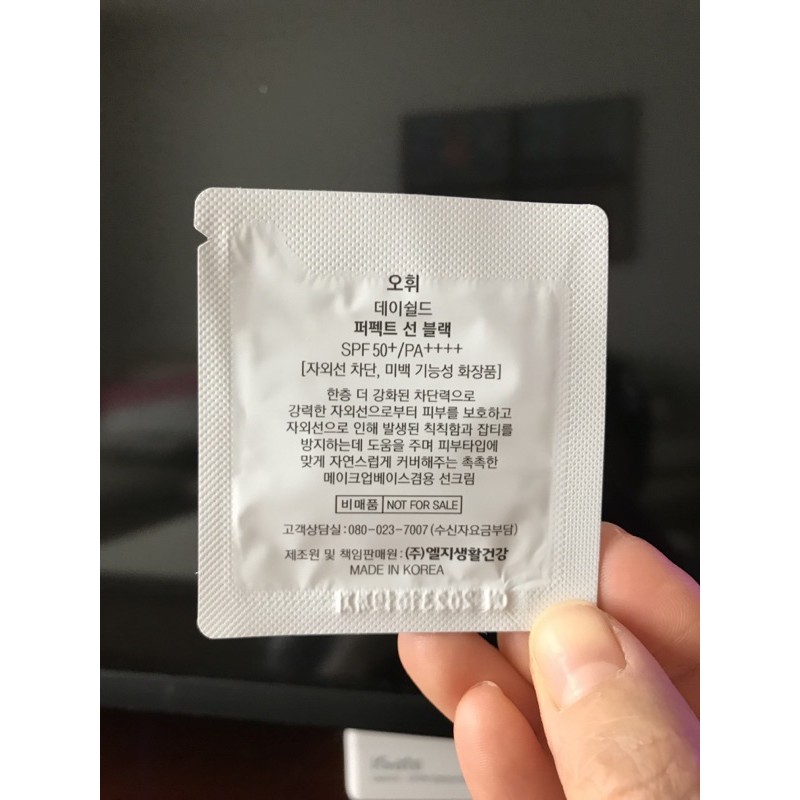 오휘
데이쉴드
퍼펙트 선 블랙
SPF 50+/PA++++
[자외선 차단, 미백 기능성 화장품]
한층 더 강화된 차단력으로
강력한 자외선으로부터 피부를 보호하고
자외선으로 인해 발생된 칙칙함과 잡티를
방지하는데 도움을 주며 피부타입에
맞게 자연스럽게 커버해주는 촉촉한
메이크업베이스겸용 선크림
비매품 NOT FOR SALE
고객상담실 : 080-023-7007 (수신자요금부담)
제조원 및 책임판매원 : (주)엘지생활건강
MADE IN KOREA